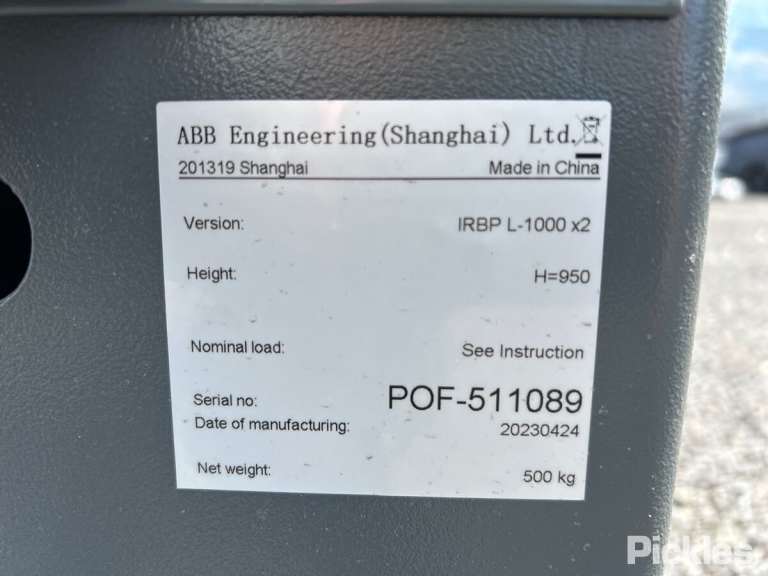 ABB Engineering(Shanghai) Ltd.
201319 Shanghai Made in China
Version: IRBP L-1000 x2
Height: H=950
Nominal load: See Instruction
Serial no: POF-511089
Date of manufacturing: 20230424
Net weight: 500 kg
Pickles